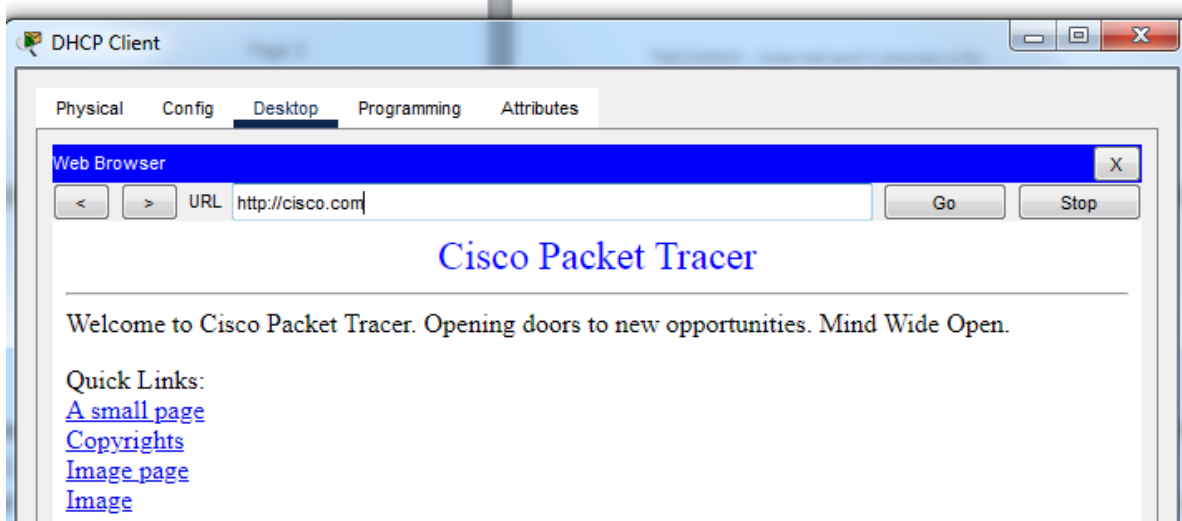 DHCP Client
X
Physical Config Desktop Programming Attributes
Web Browser X
< > URL http://cisco.com Go Stop
Cisco Packet Tracer
Welcome to Cisco Packet Tracer. Opening doors to new opportunities. Mind Wide Open.
Quick Links:
A small page
Copyrights
Image page
Image